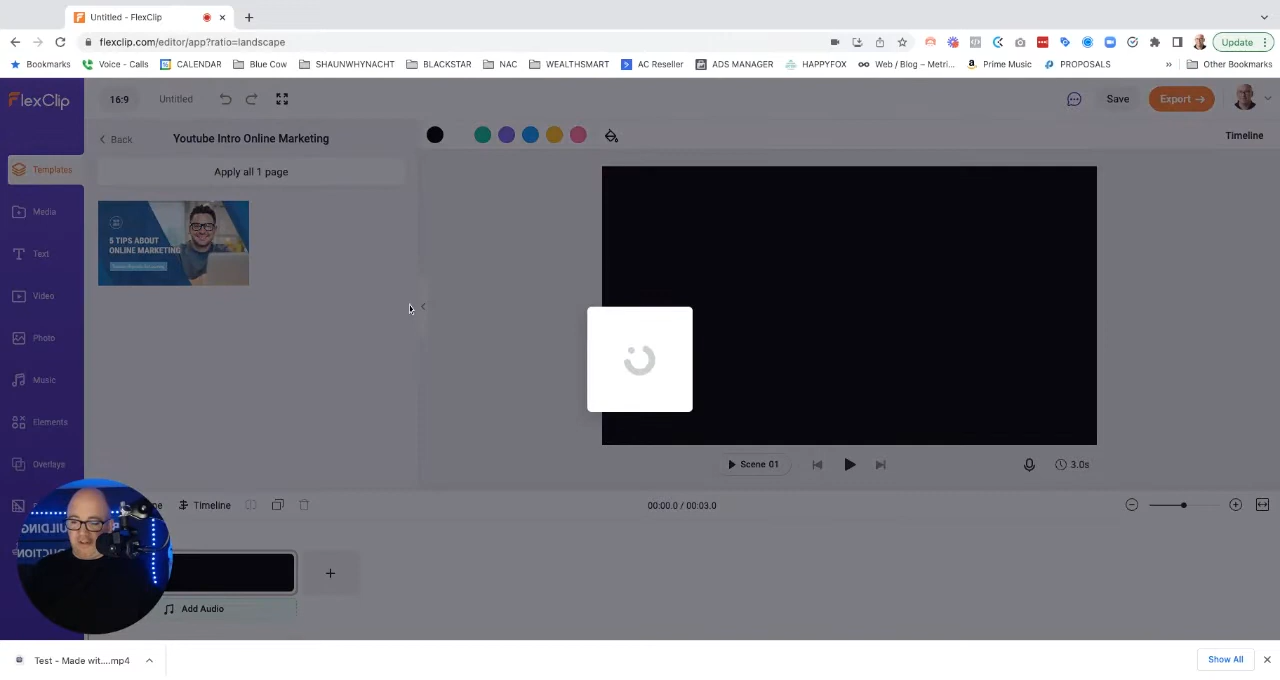 Untitled - FlexClip
flexclip.com/editor/app?ratio=landscape
Update
Bookmarks
Voice - Calls
CALENDAR
Blue Cow
SHAUNWHYNACHT
BLACKSTAR
NAC
WEALTHSMART
AC Reseller
ADS MANAGER
HAPPYFOX
Web / Blog – Metri...
Prime Music
PROPOSALS
»
Other Bookmarks
FlexClip
16:9
Untitled
Save
Export
Back
Youtube Intro Online Marketing
Timeline
Apply all 1 page
Templates
Media
Text
Video
Photo
Music
Elements
Overlays
5 TIPS ABOUT
ONLINE MARKETING
Scene 01
3.0s
Timeline
00:00.0 / 00:03.0
BUILDING
Add Audio
Test - Made wit....mp4
Show All